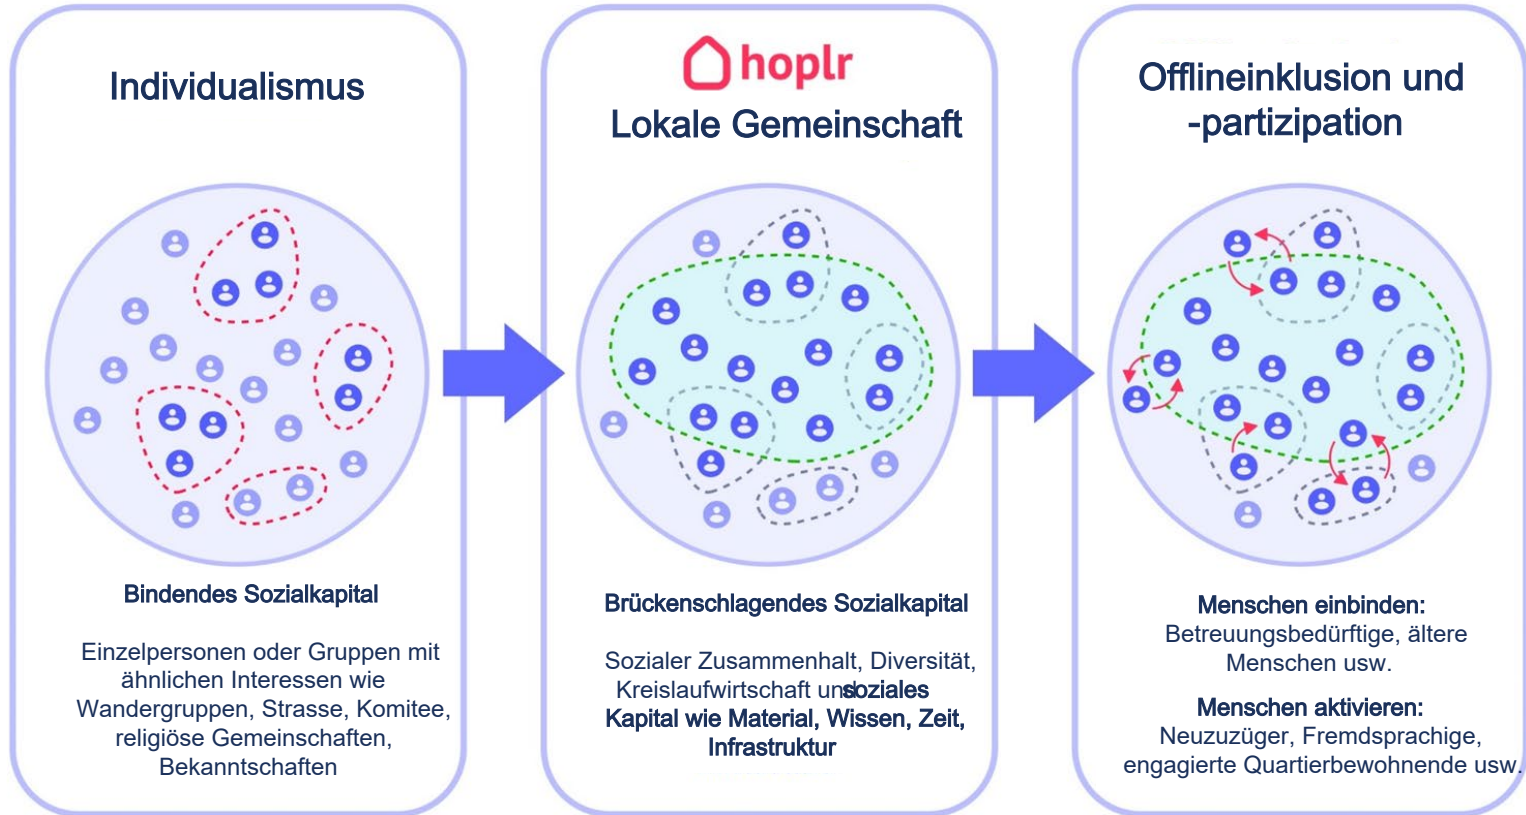 Individualismus
Bindendes Sozialkapital
Einzelpersonen oder Gruppen mit
ähnlichen Interessen wie
Wandergruppen, Strasse, Komitee,
religiöse Gemeinschaften,
Bekanntschaften
hoplr
Lokale Gemeinschaft
Brückenschlagendes Sozialkapital
Sozialer Zusammenhalt, Diversität,
Kreislaufwirtschaft und soziales
Kapital wie Material, Wissen, Zeit,
Infrastruktur
Offlineinklusion und
-partizipation
Menschen einbinden:
Betreuungsbedürftige, ältere
Menschen usw.
Menschen aktivieren:
Neuzuzüger, Fremdsprachige,
engagierte Quartierbewohnende usw.